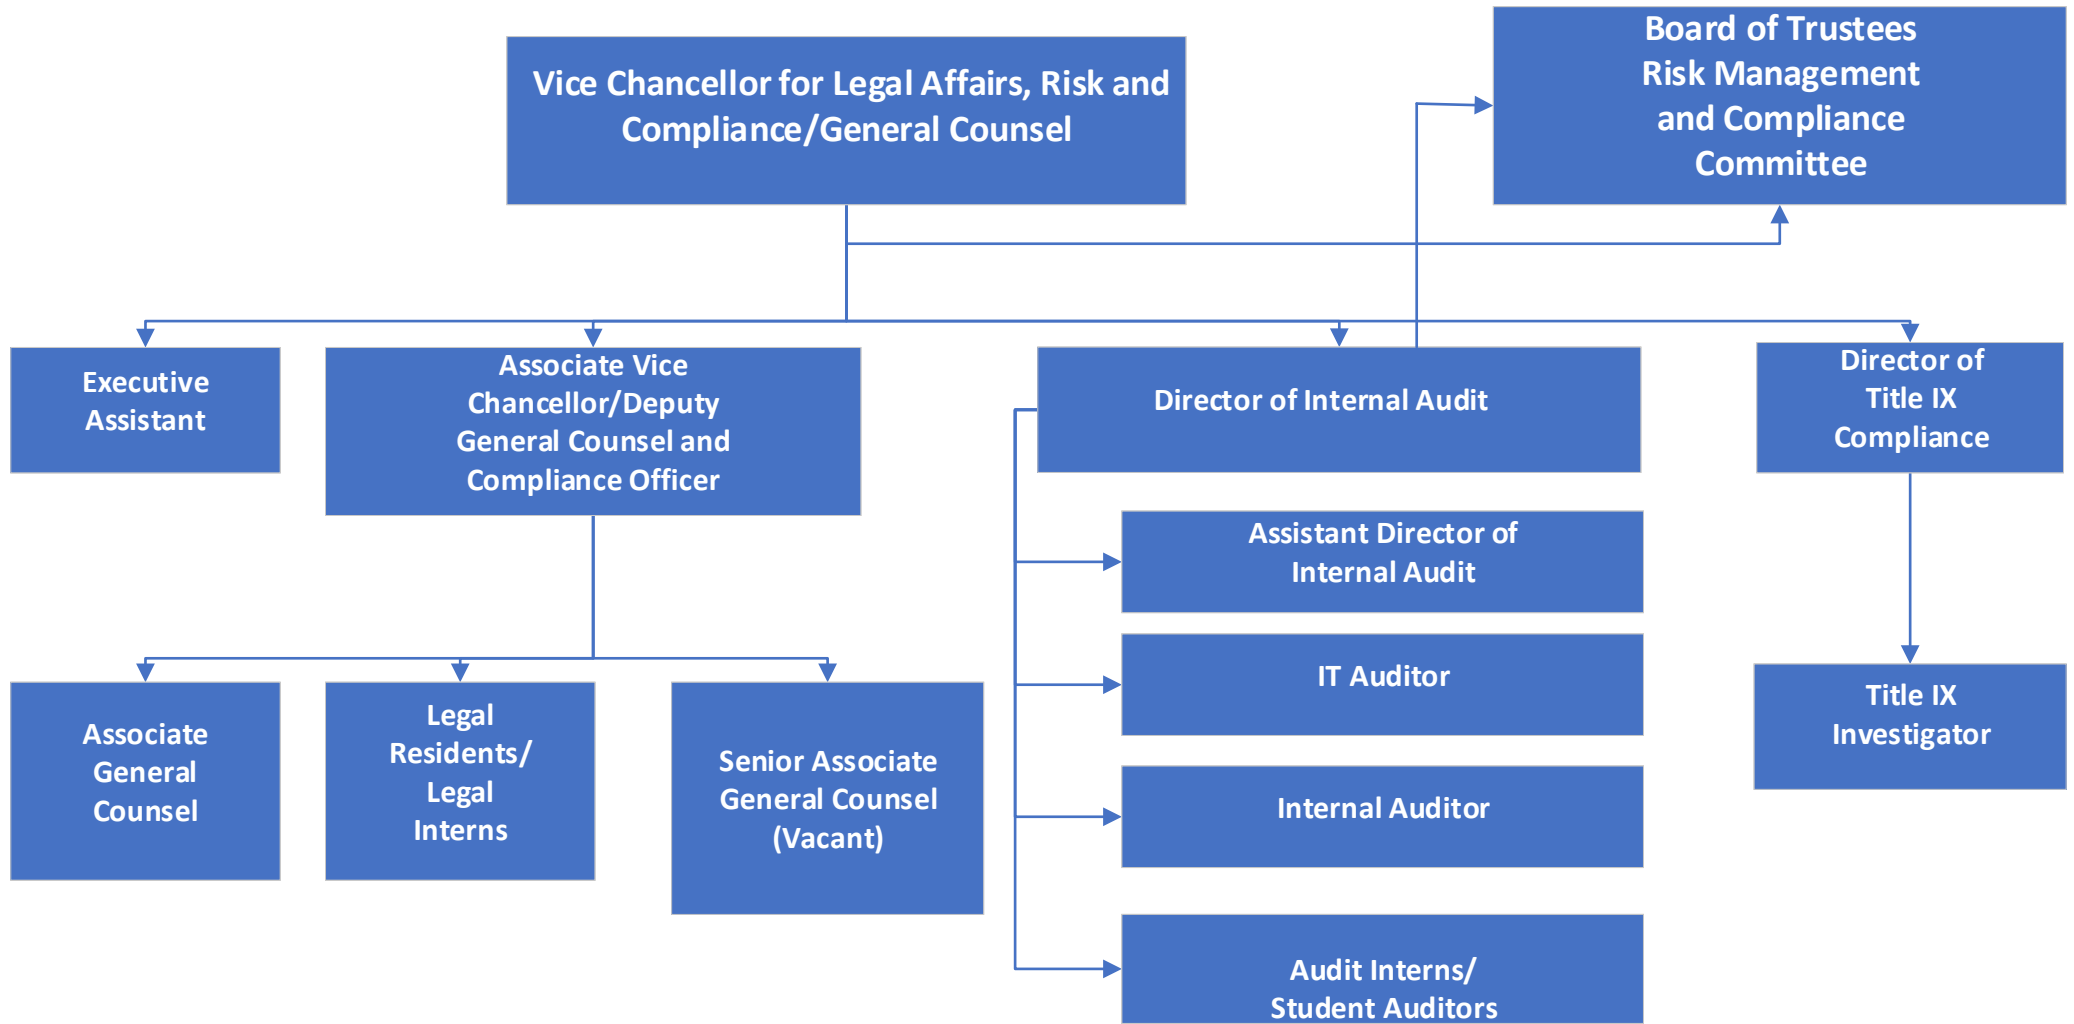 Vice Chancellor for Legal Affairs, Risk and
Compliance/General Counsel
Board of Trustees
Risk Management
and Compliance
Committee
Executive
Assistant
Associate Vice
Chancellor/Deputy
General Counsel and
Compliance Officer
Director of Internal Audit
Director of
Title IX
Compliance
Assistant Director of
Internal Audit
IT Auditor
Internal Auditor
Audit Interns/
Student Auditors
Title IX
Investigator
Associate
General
Counsel
Legal
Residents/
Legal
Interns
Senior Associate
General Counsel
(Vacant)